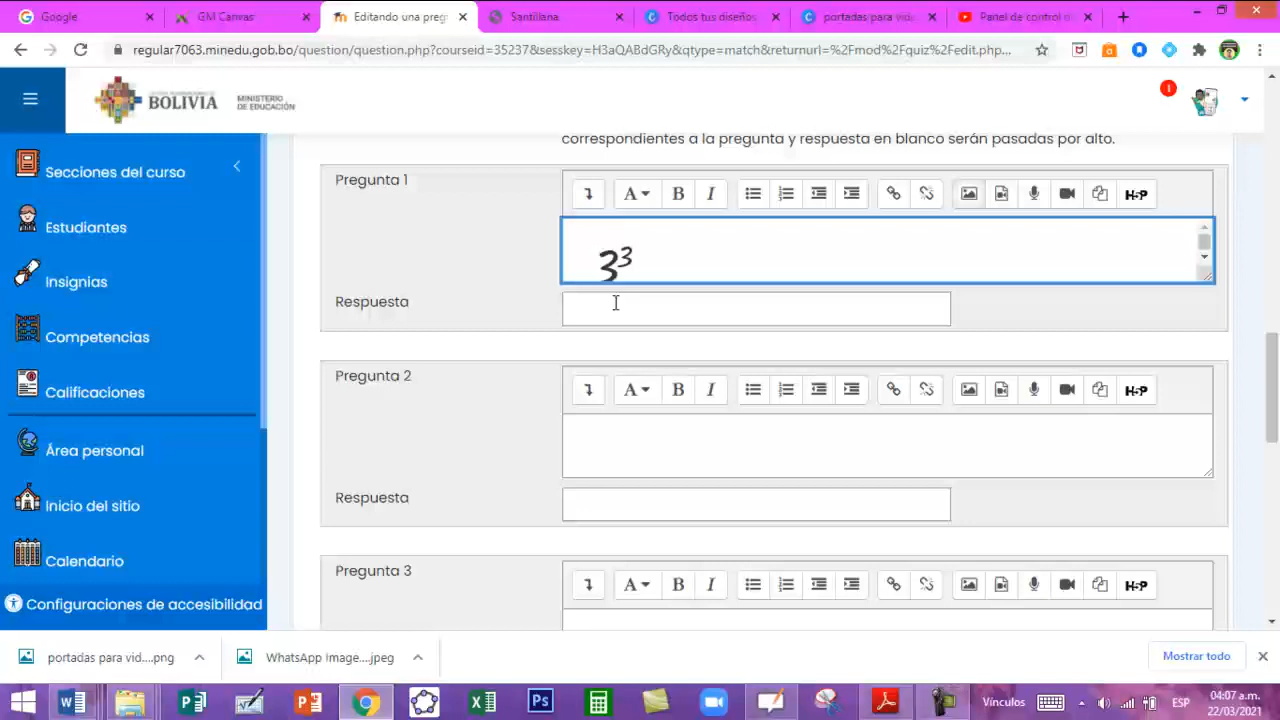 Google
GM Canvas
Editando una preg
Santillana
Todos tus diseños
portadas para vid
Panel de control
regular7063.minedu.gob.bo/question/question.php?courseid=35237&sesskey=H3aQABdGRy&qtype=match&returnurl=%2Fmod%2Fquiz%2Fedit.php...
BOLIVIA
MINISTERIO
DE EDUCACIÓN
Secciones del curso
Estudiantes
Insignias
Competencias
Calificaciones
Área personal
Inicio del sitio
Calendario
Configuraciones de accesibilidad
correspondientes a la pregunta y respuesta en blanco serán pasadas por alto.
Pregunta 1
A B I H-P
3³
Respuesta
Pregunta 2
A B I H-P
Respuesta
Pregunta 3
A B I H-P
portadas para vid....png
WhatsApp Image....jpeg
Mostrar todo
Vínculos
ESP
04:07 a.m.
22/03/2021